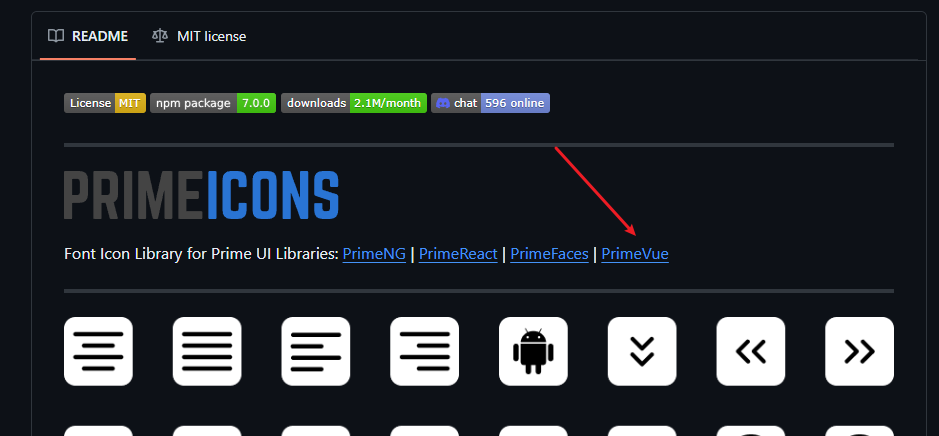 README MIT license
License MIT npm package 7.0.0 downloads 2.1M/month chat 596 online
PRIMEICONS
Font Icon Library for Prime UI Libraries: PrimeNG | PrimeReact | PrimeFaces | PrimeVue